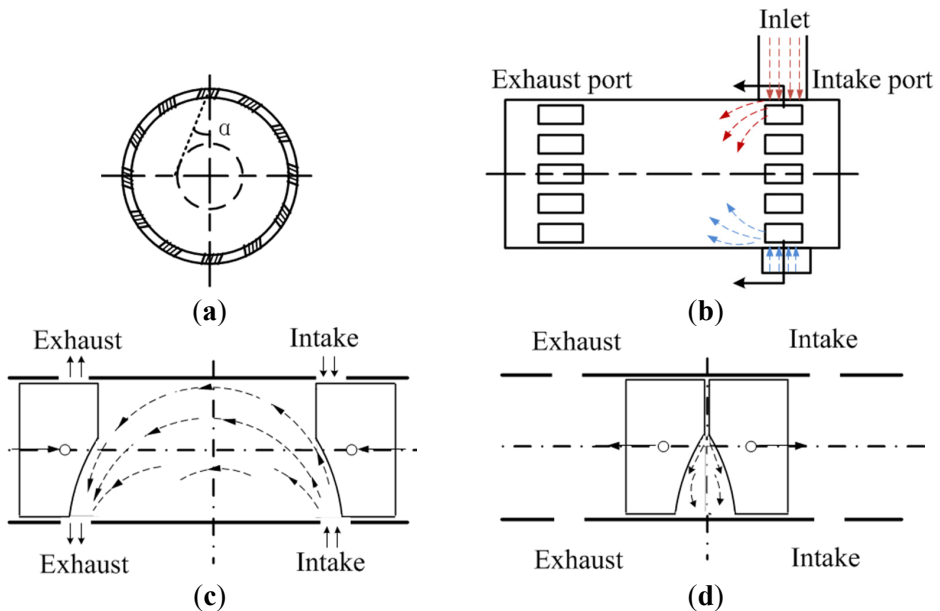 α
(a)
Inlet
Exhaust port
Intake port
(b)
Exhaust
Intake
Exhaust
Intake
(c)
Exhaust
Intake
Exhaust
Intake
(d)